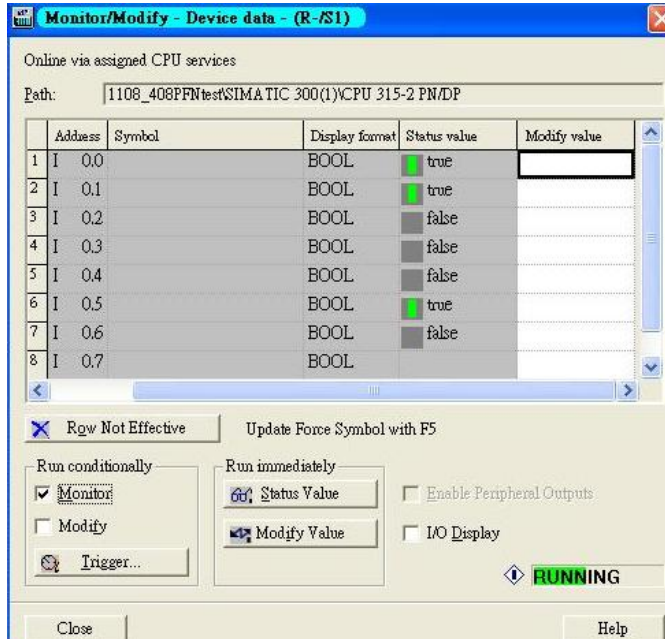 Monitor/Modify - Device data - (R-/S1)
Online via assigned CPU services
Path: 1108_408PFNtest\SIMATIC 300(1)\CPU 315-2 PN/DP
Address Symbol Display format Status value Modify value
1 I 0.0 BOOL true
2 I 0.1 BOOL true
3 I 0.2 BOOL false
4 I 0.3 BOOL false
5 I 0.4 BOOL false
6 I 0.5 BOOL true
7 I 0.6 BOOL false
8 I 0.7 BOOL
Row Not Effective Update Force Symbol with F5
Run conditionally Run immediately
Monitor Status Value Enable Peripheral Outputs
Modify Modify Value I/O Display
Trigger...
RUNNING
Close Help